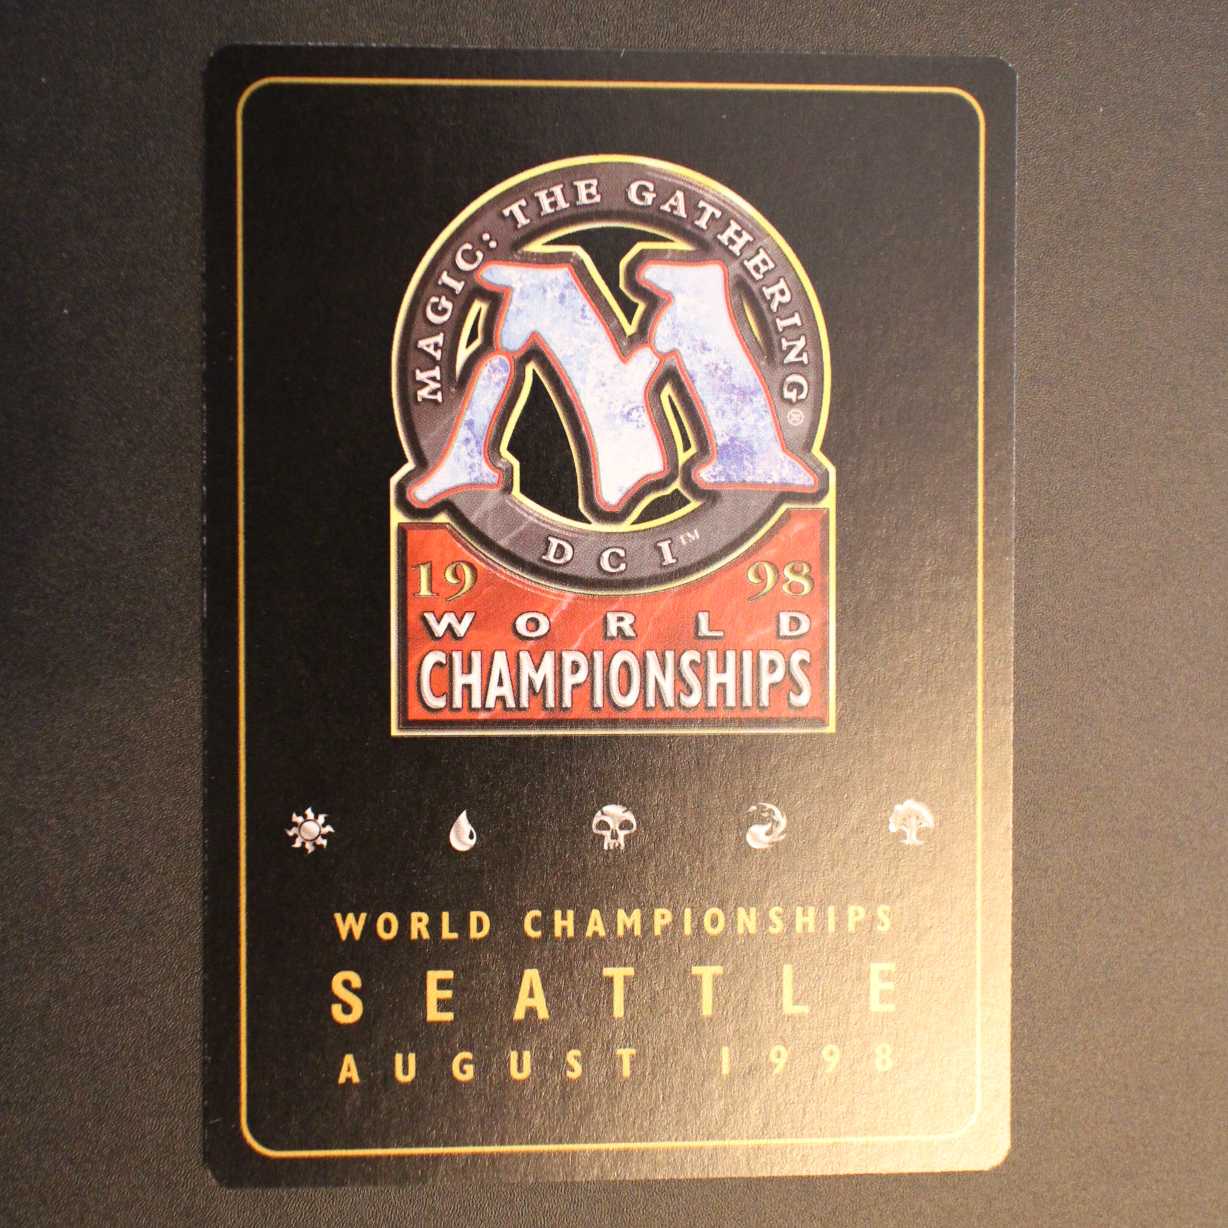 MAGIC: THE GATHERING®
M
DCI™
1998
WORLD
CHAMPIONSHIPS
WORLD CHAMPIONSHIPS
SEATTLE
AUGUST 1998